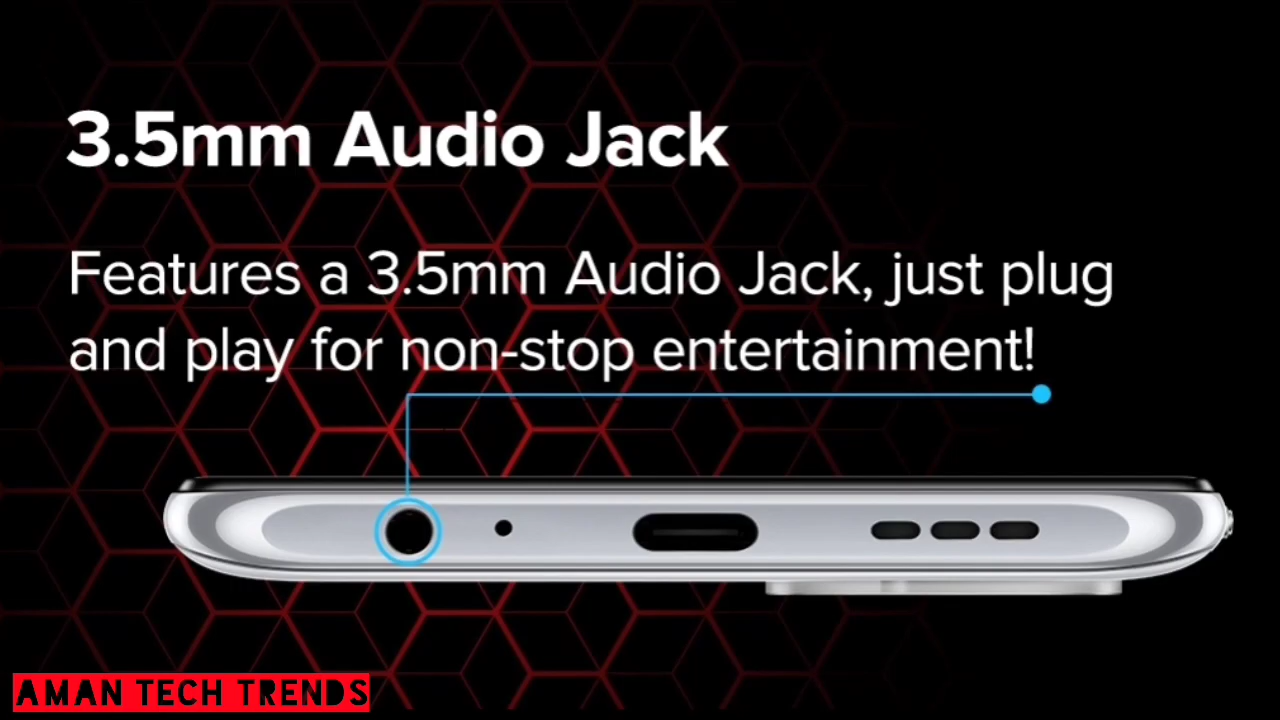 3.5mm Audio Jack
Features a 3.5mm Audio Jack, just plug
and play for non-stop entertainment!
AMAN TECH TRENDS